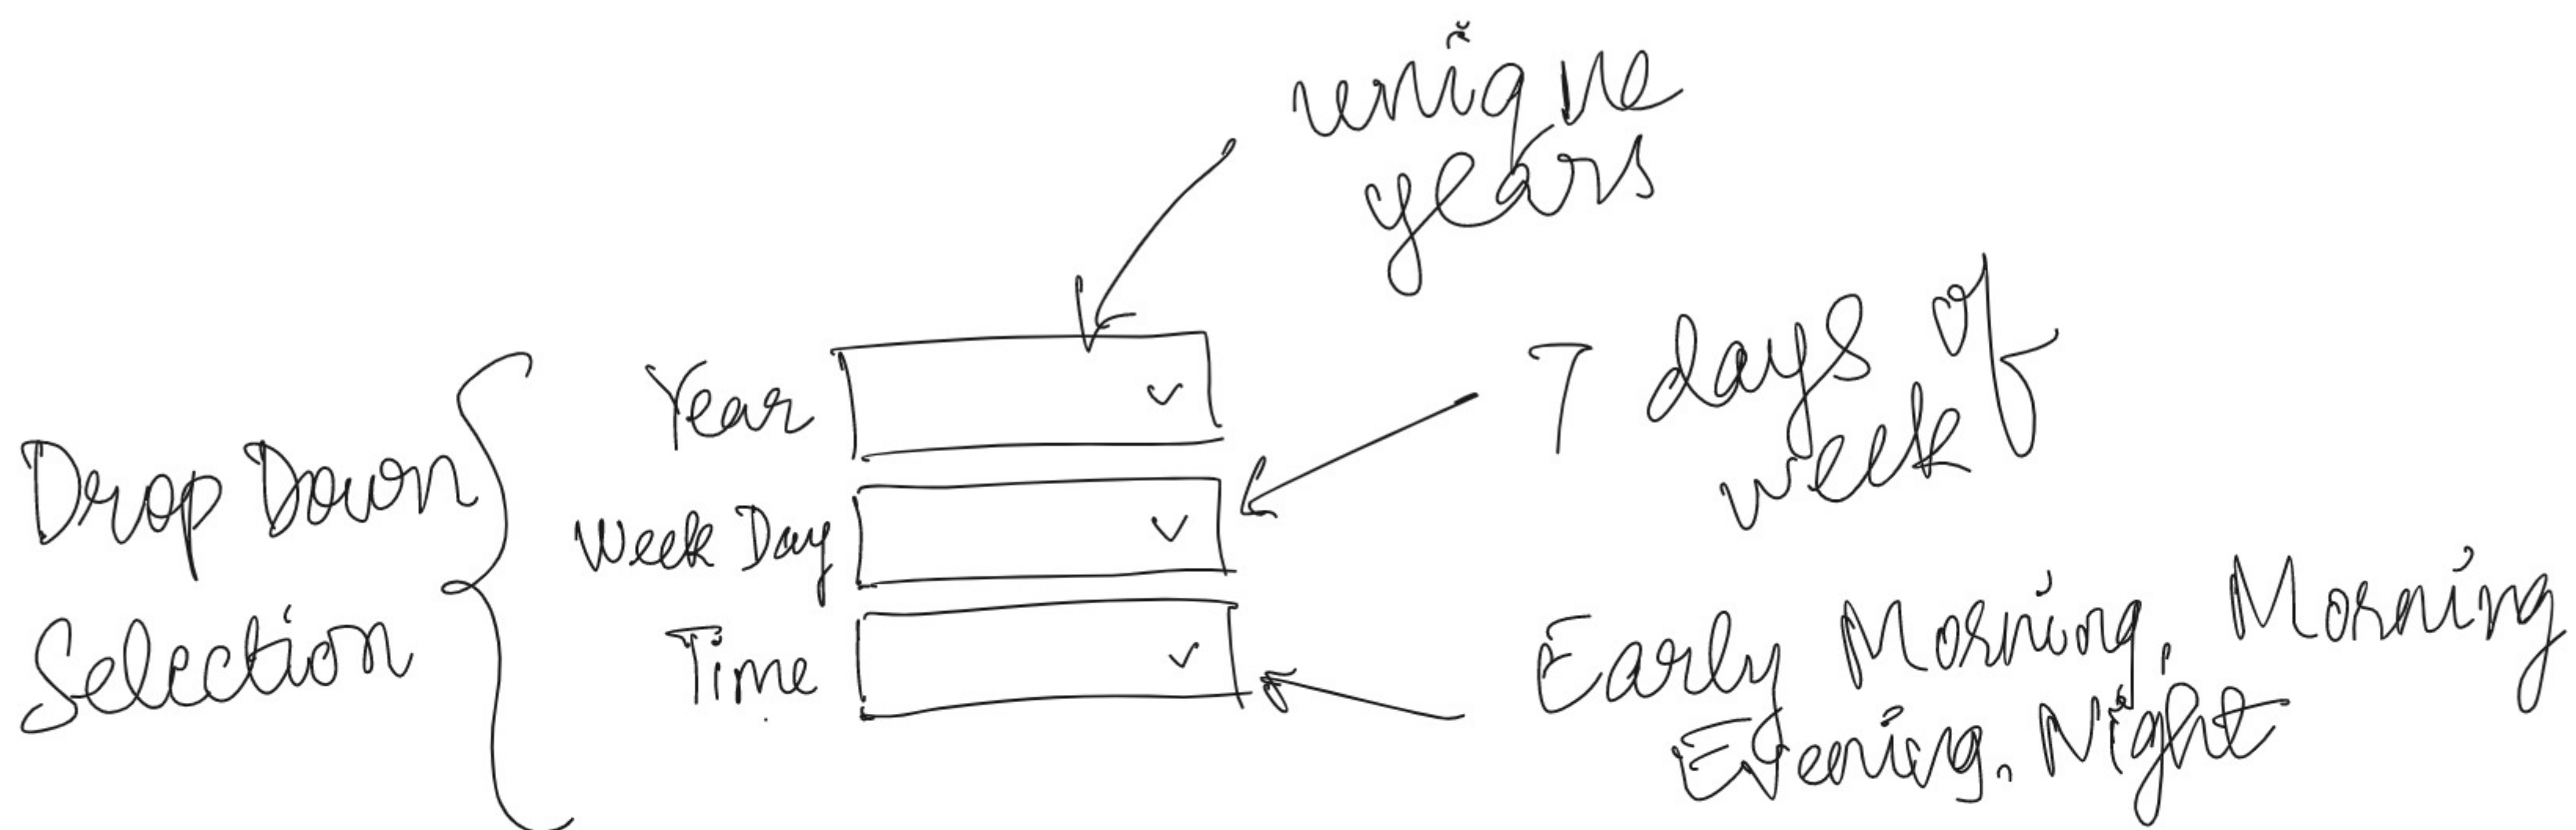 unique
years
Year
7 days of
week
Drop Down
Week Day
Selection
Time
Early Morning, Morning
Evening, Night